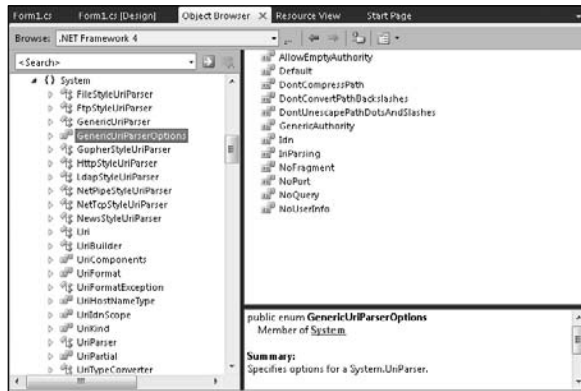 Form1.cs Form1.cs [Design] Object Browser Resource View Start Page
Browse: .NET Framework 4
<Search>
{} System
FileStyleUriParser
FtpStyleUriParser
GenericUriParser
GenericUriParserOptions
GopherStyleUriParser
HttpStyleUriParser
LdapStyleUriParser
NetPipeStyleUriParser
NetTcpStyleUriParser
NewsStyleUriParser
Uri
UriBuilder
UriComponents
UriFormat
UriFormatException
UriHostNameType
UriIdnScope
UriKind
UriParser
UriPartial
UriTypeConverter
AllowEmptyAuthority
Default
DontCompressPath
DontConvertPathBackslashes
DontUnescapePathDotsAndSlashes
GenericAuthority
Idn
IriParsing
NoFragment
NoPort
NoQuery
NoUserInfo
public enum GenericUriParserOptions
Member of System
Summary:
Specifies options for a System.UriParser.